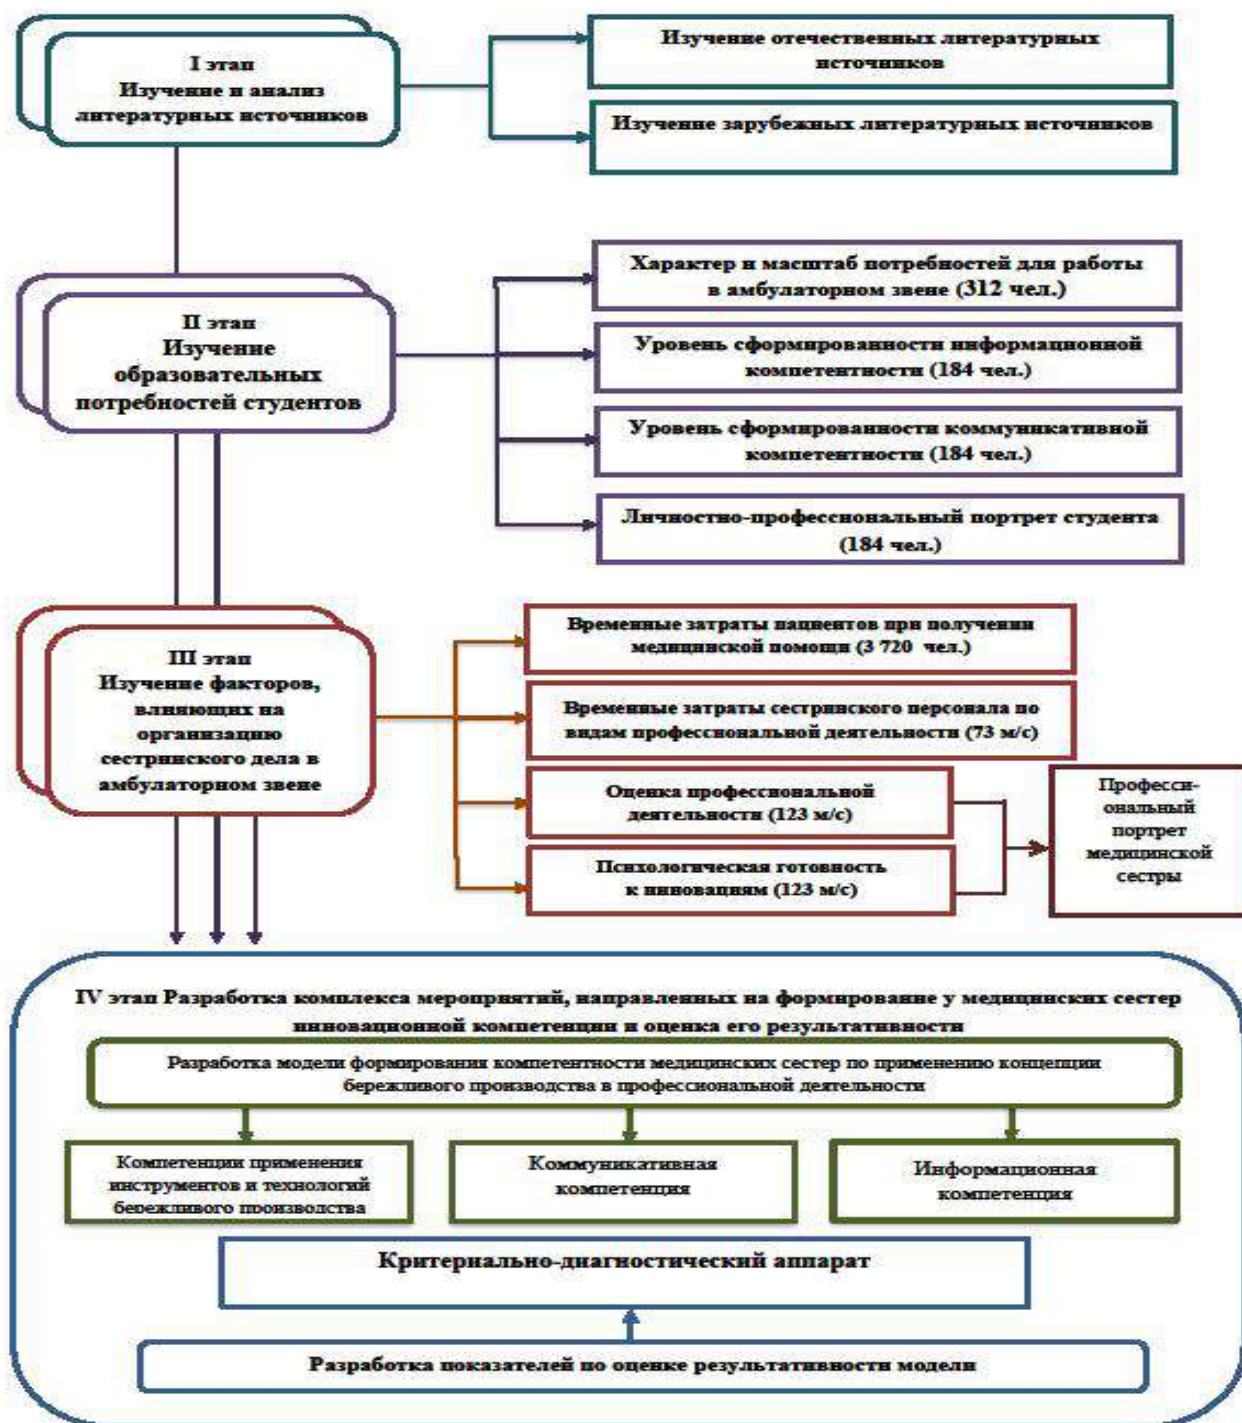 I этап
Изучение и анализ
литературных источников
Изучение отечественных литературных
источников
Изучение зарубежных литературных источников
II этап
Изучение
образовательных
потребностей студентов
Характер и масштаб потребностей для работы
в амбулаторном звене (312 чел.)
Уровень сформированности информационной
компетентности (184 чел.)
Уровень сформированности коммуникативной
компетентности (184 чел.)
Личностно-профессиональный портрет студента
(184 чел.)
III этап
Изучение факторов,
влияющих на
организацию
сестринского дела в
амбулаторном звене
Временные затраты пациентов при получении
медицинской помощи (3 720 чел.)
Временные затраты сестринского персонала по
видам профессиональной деятельности (73 м/с)
Оценка профессиональной
деятельности (123 м/с)
Психологическая готовность
к инновациям (123 м/с)
Професси-
ональный
портрет
медицинской
сестры
IV этап Разработка комплекса мероприятий, направленных на формирование у медицинских сестер
инновационной компетенции и оценка его результативности
Разработка модели формирования компетентности медицинских сестер по применению концепции
бережливого производства в профессиональной деятельности
Компетенции применения
инструментов и технологий
бережливого производства
Коммуникативная
компетенция
Информационная
компетенция
Критериально-диагностический аппарат
Разработка показателей по оценке результативности модели